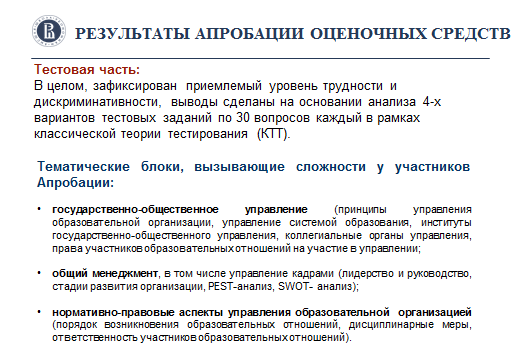 РЕЗУЛЬТАТЫ АПРОБАЦИИ ОЦЕНОЧНЫХ СРЕДСТВ
Тестовая часть:
В целом, зафиксирован приемлемый уровень трудности и
дискриминативности, выводы сделаны на основании анализа 4-х
вариантов тестовых заданий по 30 вопросов каждый в рамках
классической теории тестирования (КТТ).
Тематические блоки, вызывающие сложности у участников
Апробации:
• государственно-общественное управление (принципы управления
образовательной организации, управление системой образования, институты
государственно-общественного управления, коллегиальные органы управления,
права участников образовательных отношений на участие в управлении;
• общий менеджмент, в том числе управление кадрами (лидерство и руководство,
стадии развития организации, PEST-анализ, SWOT- анализ);
• нормативно-правовые аспекты управления образовательной организацией
(порядок возникновения образовательных отношений, дисциплинарные меры,
ответственность участников образовательных отношений).